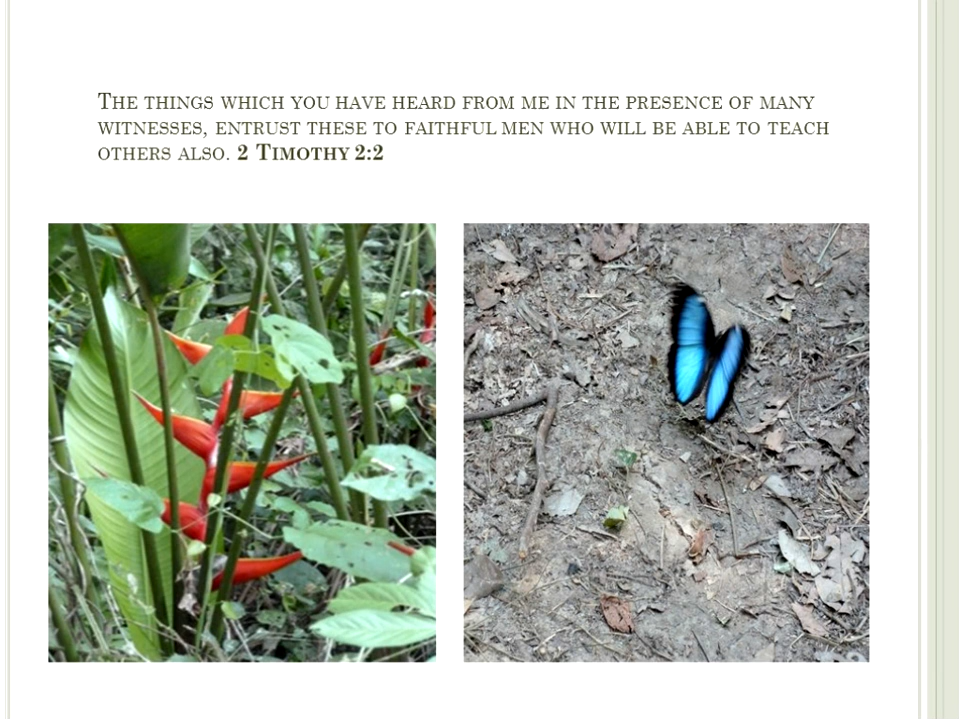 The things which you have heard from me in the presence of many
witnesses, entrust these to faithful men who will be able to teach
others also. 2 Timothy 2:2